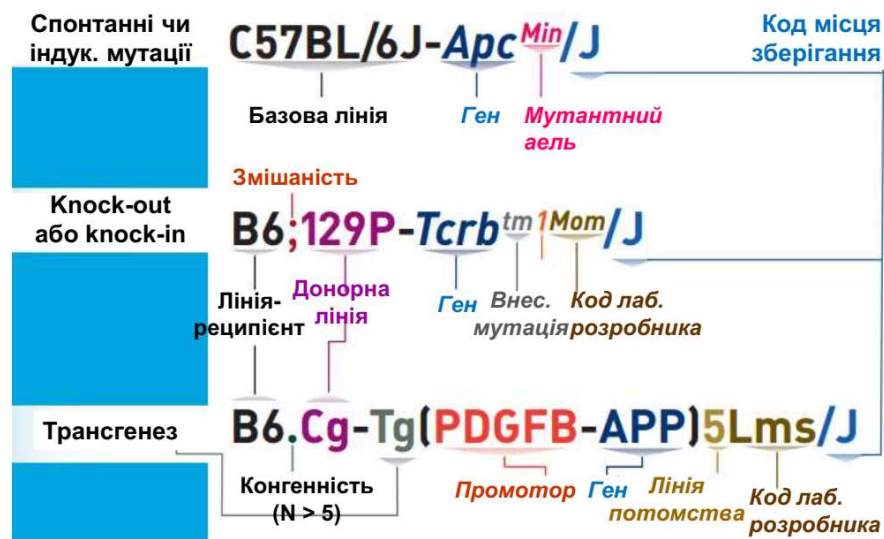 Спонтанні чи
індук. мутації
C57BL/6J-Apc Min/J
Код місця
зберігання
Базова лінія
Ген
Мутантний
аель
Змішаність
Knock-out
або knock-in
B6;129P-Tcrb tm1Mom/J
Лінія-
реципієнт
Донорна
лінія
Ген
Внес.
мутація
Код лаб.
розробника
Трансгенез
B6.Cg-Tg(PDGFB-APP)5Lms/J
Конгенність
(N > 5)
Промотор
Ген
Лінія
потомства
Код лаб.
розробника